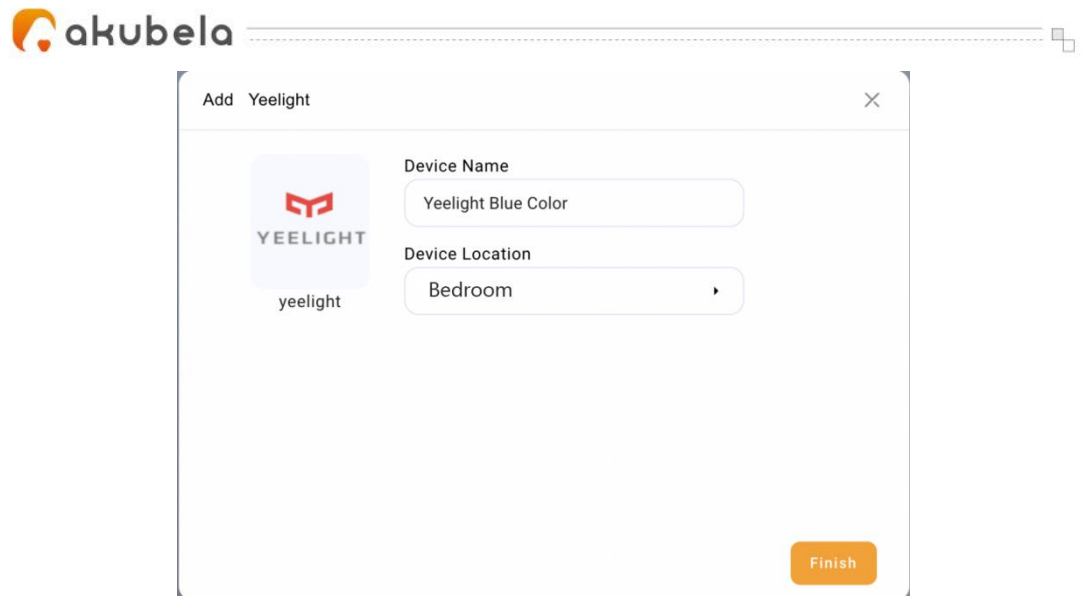 akubela
Add Yeelight
Device Name
Yeelight Blue Color
YEELIGHT
Device Location
Bedroom
yeelight
Finish